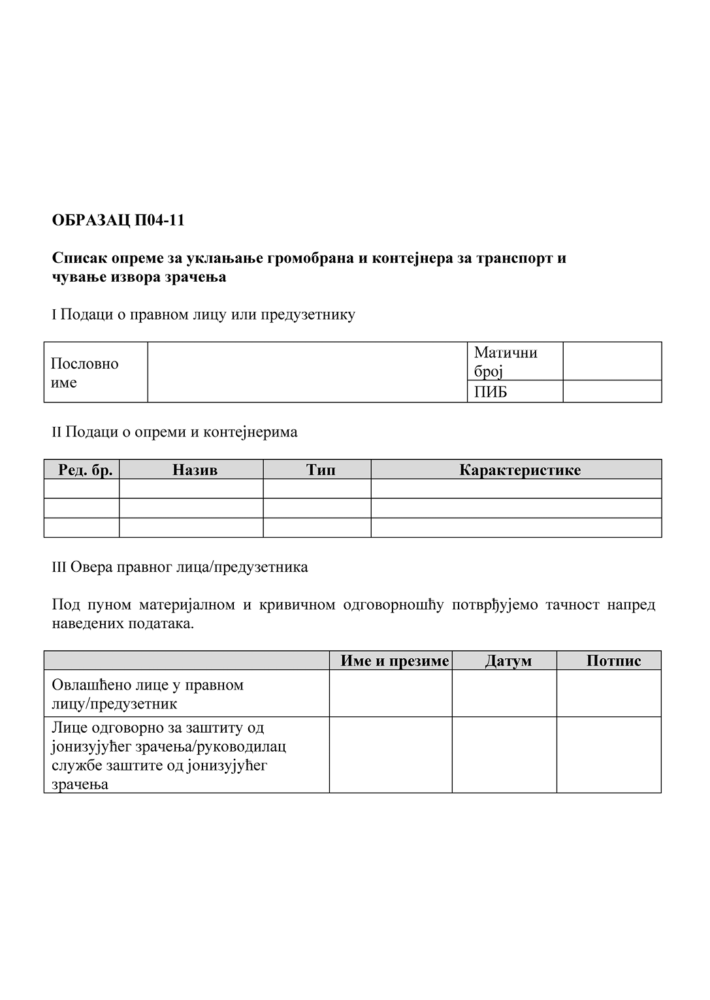 ОБРАЗАЦ П04-11
Списак опреме за уклањање громобрана и контејнера за транспорт и
чување извора зрачења
I Подаци о правном лицу или предузетнику
Пословно
име
Матични
број
ПИБ
II Подаци о опреми и контејнерима
Ред. бр. Назив Тип Карактеристике
III Овера правног лица/предузетника
Под пуном материјалном и кривичном одговорношћу потврђујемо тачност напред
наведених података.
Име и презиме Датум Потпис
Овлашћено лице у правном
лицу/предузетник
Лице одговорно за заштиту од
јонизујућег зрачења/руководилац
службе заштите од јонизујућег
зрачења